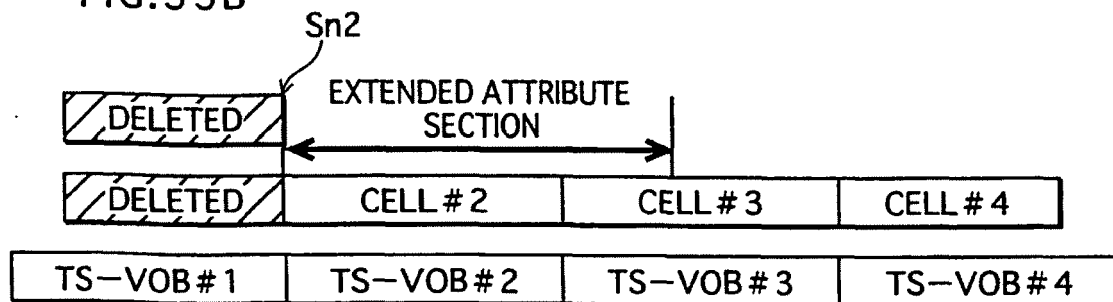 FIG.33B
Sn2
DELETED
EXTENDED ATTRIBUTE
SECTION
DELETED CELL#2 CELL#3 CELL#4
TS-VOB#1 TS-VOB#2 TS-VOB#3 TS-VOB#4